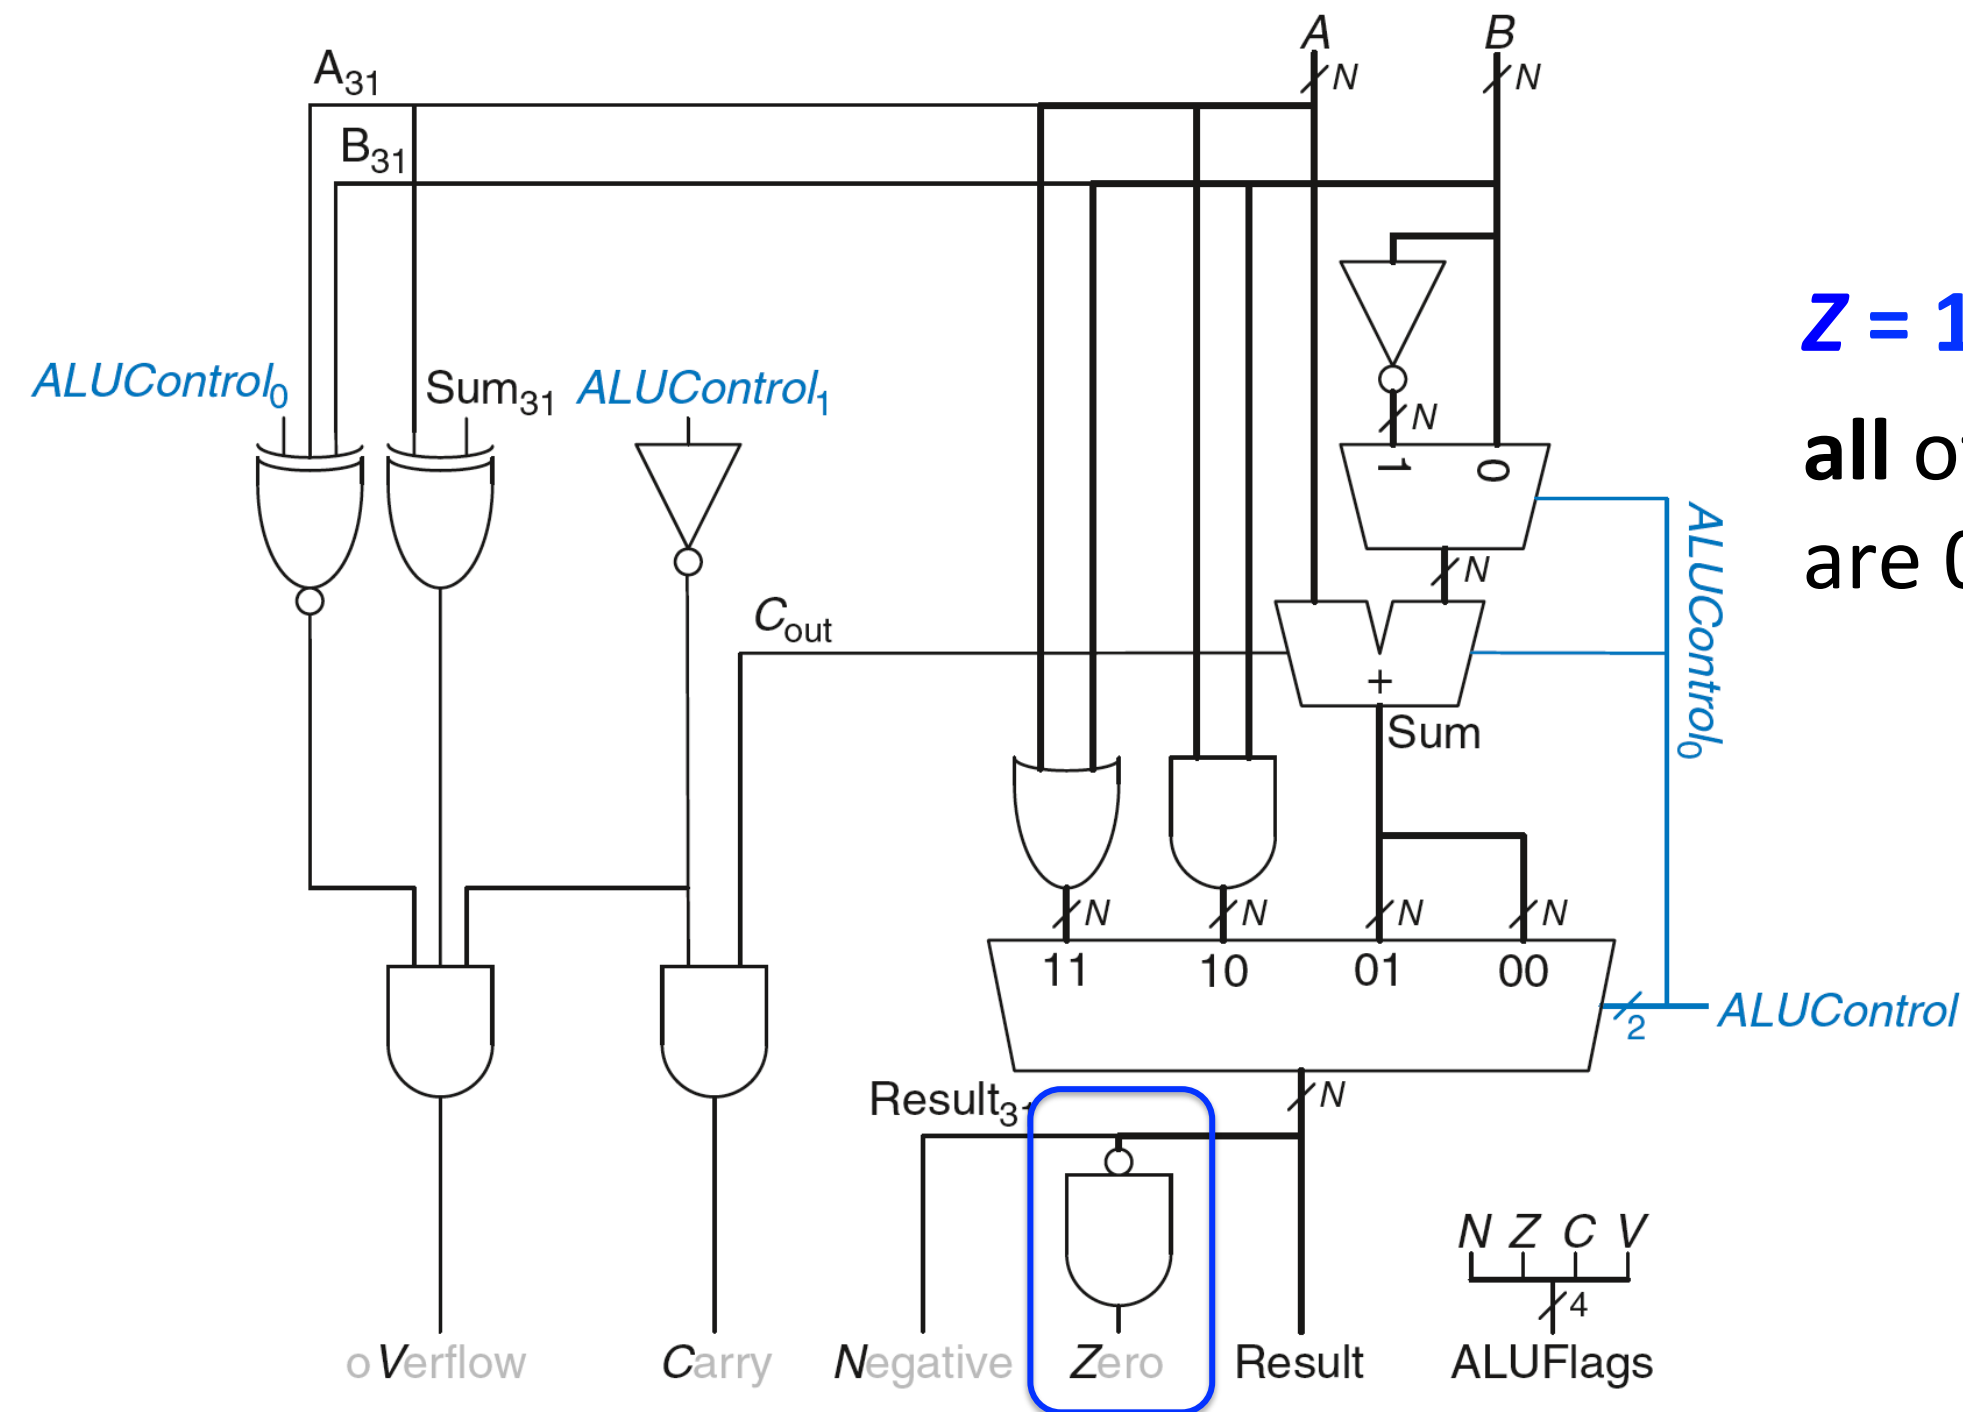 A B
N N
A31
B31
Z = 1
ALUControl0 Sum31 ALUControl1
N
all
1 0
are
N
ALUControl0
Cout
+
Sum
N N N N
11 10 01 00
2 ALUControl
N
Result3
N Z C V
4
oVerflow Carry Negative Zero Result ALUFlags